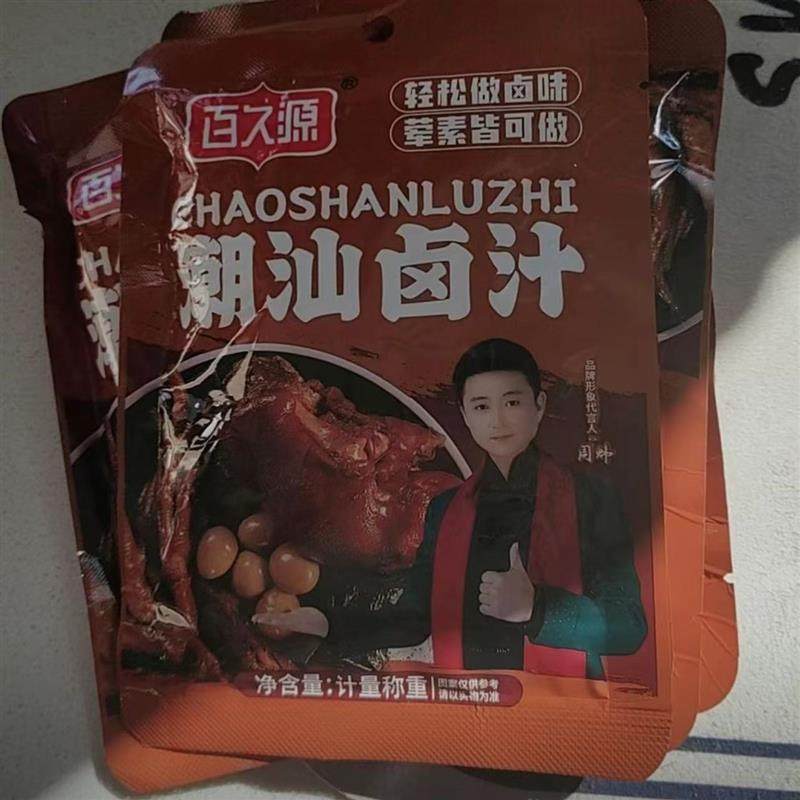 百久源®
轻松做卤味
荤素皆可做
CHAOSHANLUZHI
潮汕卤汁
品牌形象代言人:
周帅
净含量:计量称重
图案仅供参考
请以实物为准
百